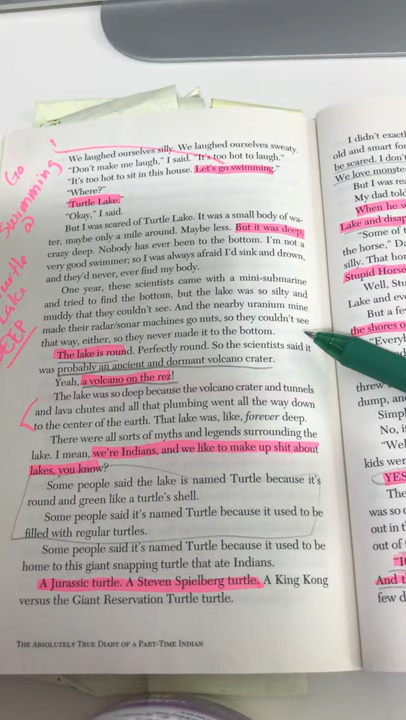 Go
Swimming!
@
Turtle
Lake
DEEP
We laughed ourselves silly. We laughed ourselves sweaty.
"Don't make me laugh," I said. "It's too hot to laugh."
"It's too hot to sit in this house. Let's go swimming."
"Where?"
"Turtle Lake."
"Okay," I said.
But I was scared of Turtle Lake. It was a small body of wa-
ter, maybe only a mile around. Maybe less. But it was deep,
crazy deep. Nobody has ever been to the bottom. I'm not a
very good swimmer; so I was always afraid I'd sink and drown,
and they'd never, ever find my body.
One year, these scientists came with a mini-submarine
and tried to find the bottom, but the lake was so silty and
muddy that they couldn't see. And the nearby uranium mine
made their radar/sonar machines go nuts, so they couldn't see
that way, either, so they never made it to the bottom.
The lake is round. Perfectly round. So the scientists said it
was probably an ancient and dormant volcano crater.
Yeah, a volcano on the rez!
The lake was so deep because the volcano crater and tunnels
and lava chutes and all that plumbing went all the way down
to the center of the earth. That lake was, like, forever deep.
There were all sorts of myths and legends surrounding the
lake. I mean, we're Indians, and we like to make up shit about
lakes, you know?
Some people said the lake is named Turtle because it's
round and green like a turtle's shell.
Some people said it's named Turtle because it used to be
filled with regular turtles.
Some people said it's named Turtle because it used to be
home to this giant snapping turtle that ate Indians.
A Jurassic turtle. A Steven Spielberg turtle. A King Kong
versus the Giant Reservation Turtle turtle.
THE ABSOLUTELY TRUE DIARY OF A PART-TIME INDIAN
I didn't
old and smart for
be scared. I don't
We love
But I was
My dad told
When he
Lake and
"Some of
the horse,"
silly. That
Stupid Horse
Well,
Lake and
But a
the shores
threw
dump, an
No, i
kids were
YES
The
was so
out in
out of
And
few d